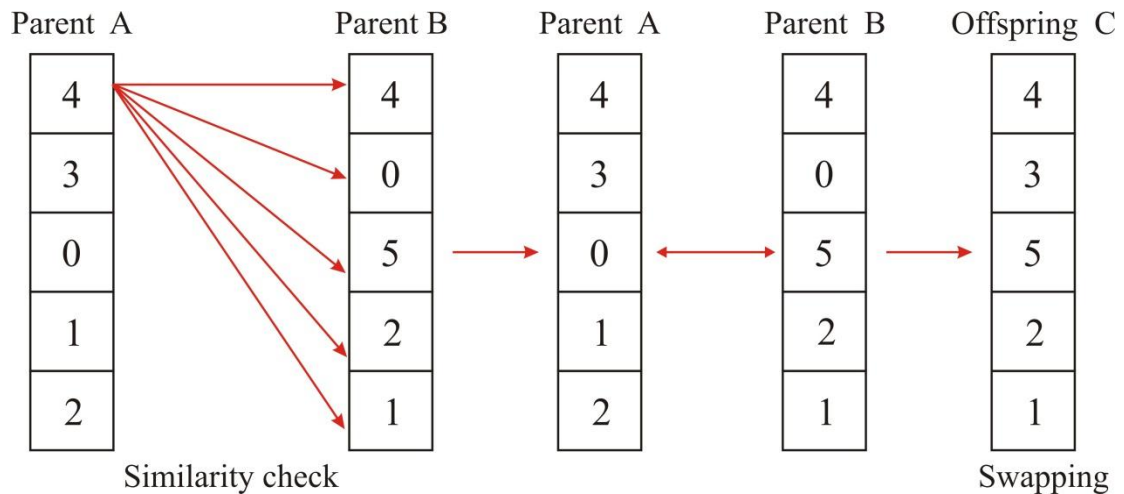 Parent A Parent B Parent A Parent B Offspring C
4 4 4 4 4
3 0 3 0 3
0 5 0 5 5
1 2 1 2 2
2 1 2 1 1
Similarity check Swapping